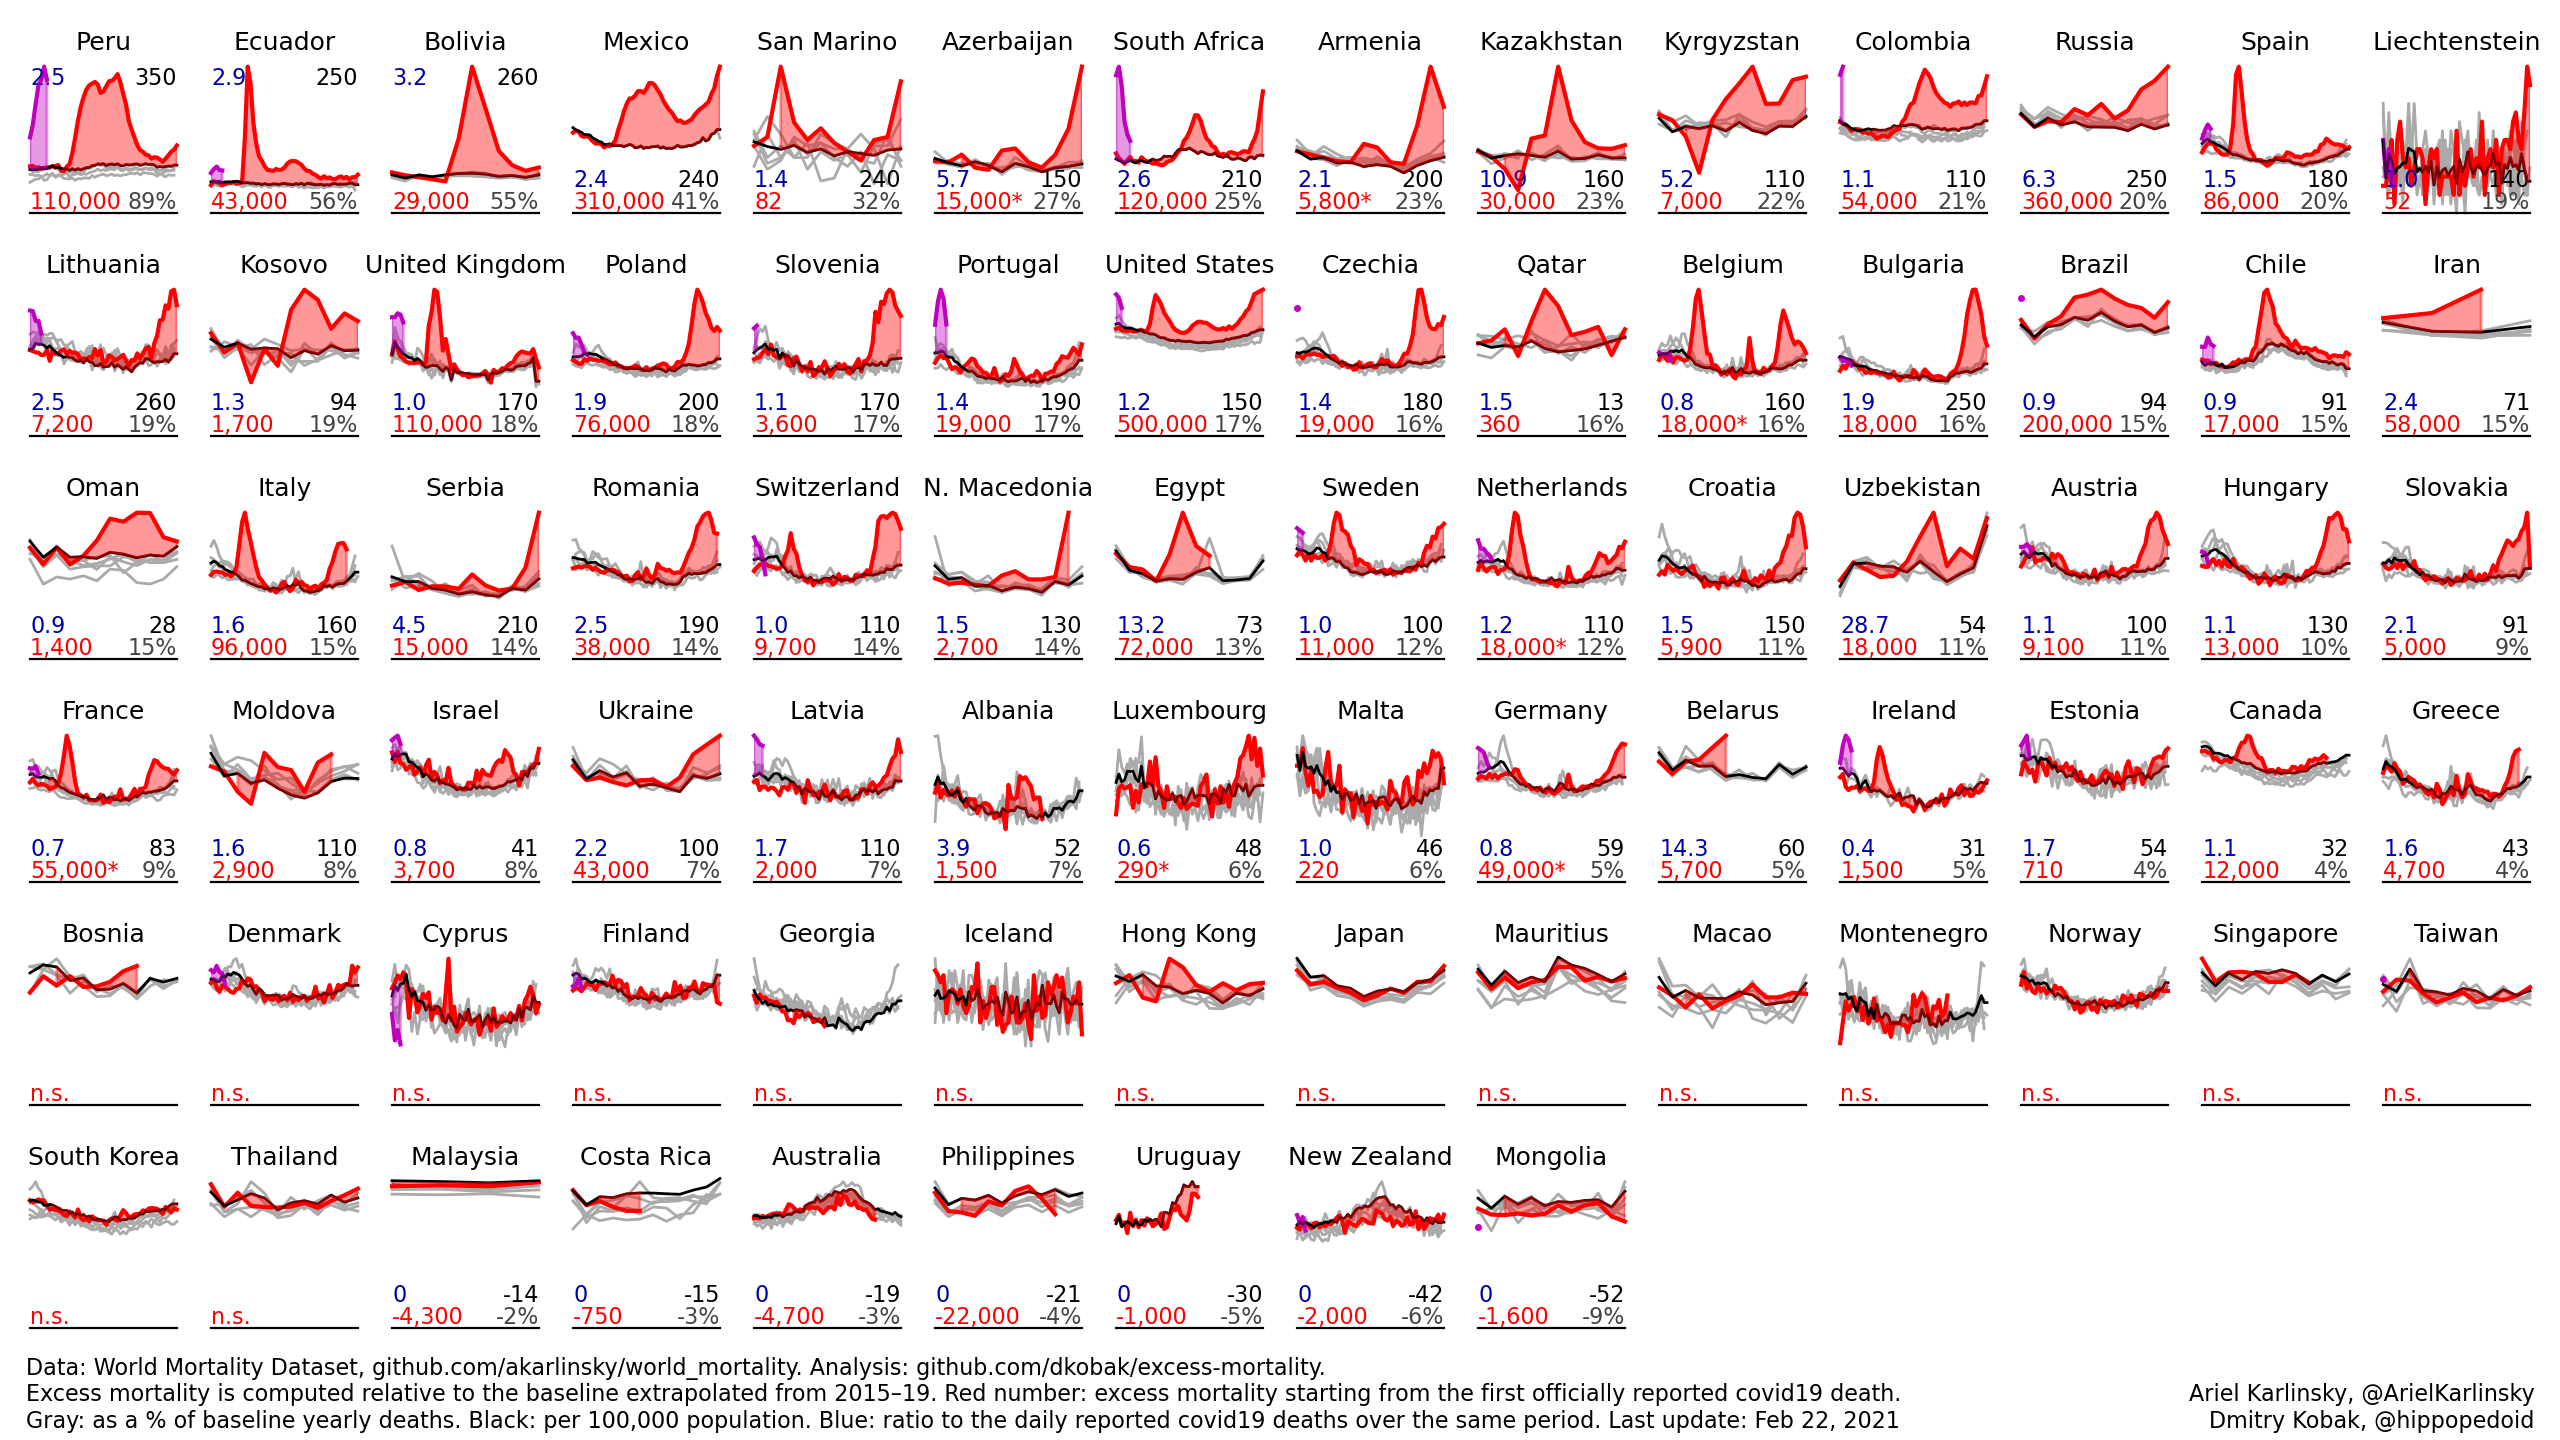 Peru Ecuador Bolivia Mexico San Marino Azerbaijan South Africa Armenia Kazakhstan Kyrgyzstan Colombia Russia Spain Liechtenstein
2.5 350 2.9 250 3.2 260
2.4 240 1.4 240 5.7 150 2.6 210 2.1 200 10.9 160 5.2 110 1.1 110 6.3 250 1.5 180 1.0 140
110,000 89% 43,000 56% 29,000 55% 310,000 41% 82 32% 15,000* 27% 120,000 25% 5,800* 23% 30,000 23% 7,000 22% 54,000 21% 360,000 20% 86,000 20% 52 19%
Lithuania Kosovo United Kingdom Poland Slovenia Portugal United States Czechia Qatar Belgium Bulgaria Brazil Chile Iran
2.5 260 1.3 94 1.0 170 1.9 200 1.1 170 1.4 190 1.2 150 1.4 180 1.5 13 0.8 160 1.9 250 0.9 94 0.9 91 2.4 71
7,200 19% 1,700 19% 110,000 18% 76,000 18% 3,600 17% 19,000 17% 500,000 17% 19,000 16% 360 16% 18,000* 16% 18,000 16% 200,000 15% 17,000 15% 58,000 15%
Oman Italy Serbia Romania Switzerland N. Macedonia Egypt Sweden Netherlands Croatia Uzbekistan Austria Hungary Slovakia
0.9 28 1.6 160 4.5 210 2.5 190 1.0 110 1.5 130 13.2 73 1.0 100 1.2 110 1.5 150 28.7 54 1.1 100 1.1 130 2.1 91
1,400 15% 96,000 15% 15,000 14% 38,000 14% 9,700 14% 2,700 14% 72,000 13% 11,000 12% 18,000* 12% 5,900 11% 18,000 11% 9,100 11% 13,000 10% 5,000 9%
France Moldova Israel Ukraine Latvia Albania Luxembourg Malta Germany Belarus Ireland Estonia Canada Greece
0.7 83 1.6 110 0.8 41 2.2 100 1.7 110 3.9 52 0.6 48 1.0 46 0.8 59 14.3 60 0.4 31 1.7 54 1.1 32 1.6 43
55,000* 9% 2,900 8% 3,700 8% 43,000 7% 2,000 7% 1,500 7% 290* 6% 220 6% 49,000* 5% 5,700 5% 1,500 5% 710 4% 12,000 4% 4,700 4%
Bosnia Denmark Cyprus Finland Georgia Iceland Hong Kong Japan Mauritius Macao Montenegro Norway Singapore Taiwan
n.s. n.s. n.s. n.s. n.s. n.s. n.s. n.s. n.s. n.s. n.s. n.s. n.s. n.s.
South Korea Thailand Malaysia Costa Rica Australia Philippines Uruguay New Zealand Mongolia
0 -14 0 -15 0 -19 0 -21 0 -30 0 -42 0 -52
n.s. n.s. -4,300 -2% -750 -3% -4,700 -3% -22,000 -4% -1,000 -5% -2,000 -6% -1,600 -9%
Data: World Mortality Dataset, github.com/akarlinsky/world_mortality. Analysis: github.com/dkobak/excess-mortality.
Excess mortality is computed relative to the baseline extrapolated from 2015–19. Red number: excess mortality starting from the first officially reported covid19 death.
Gray: as a % of baseline yearly deaths. Black: per 100,000 population. Blue: ratio to the daily reported covid19 deaths over the same period. Last update: Feb 22, 2021
Ariel Karlinsky, @ArielKarlinsky
Dmitry Kobak, @hippopedoid